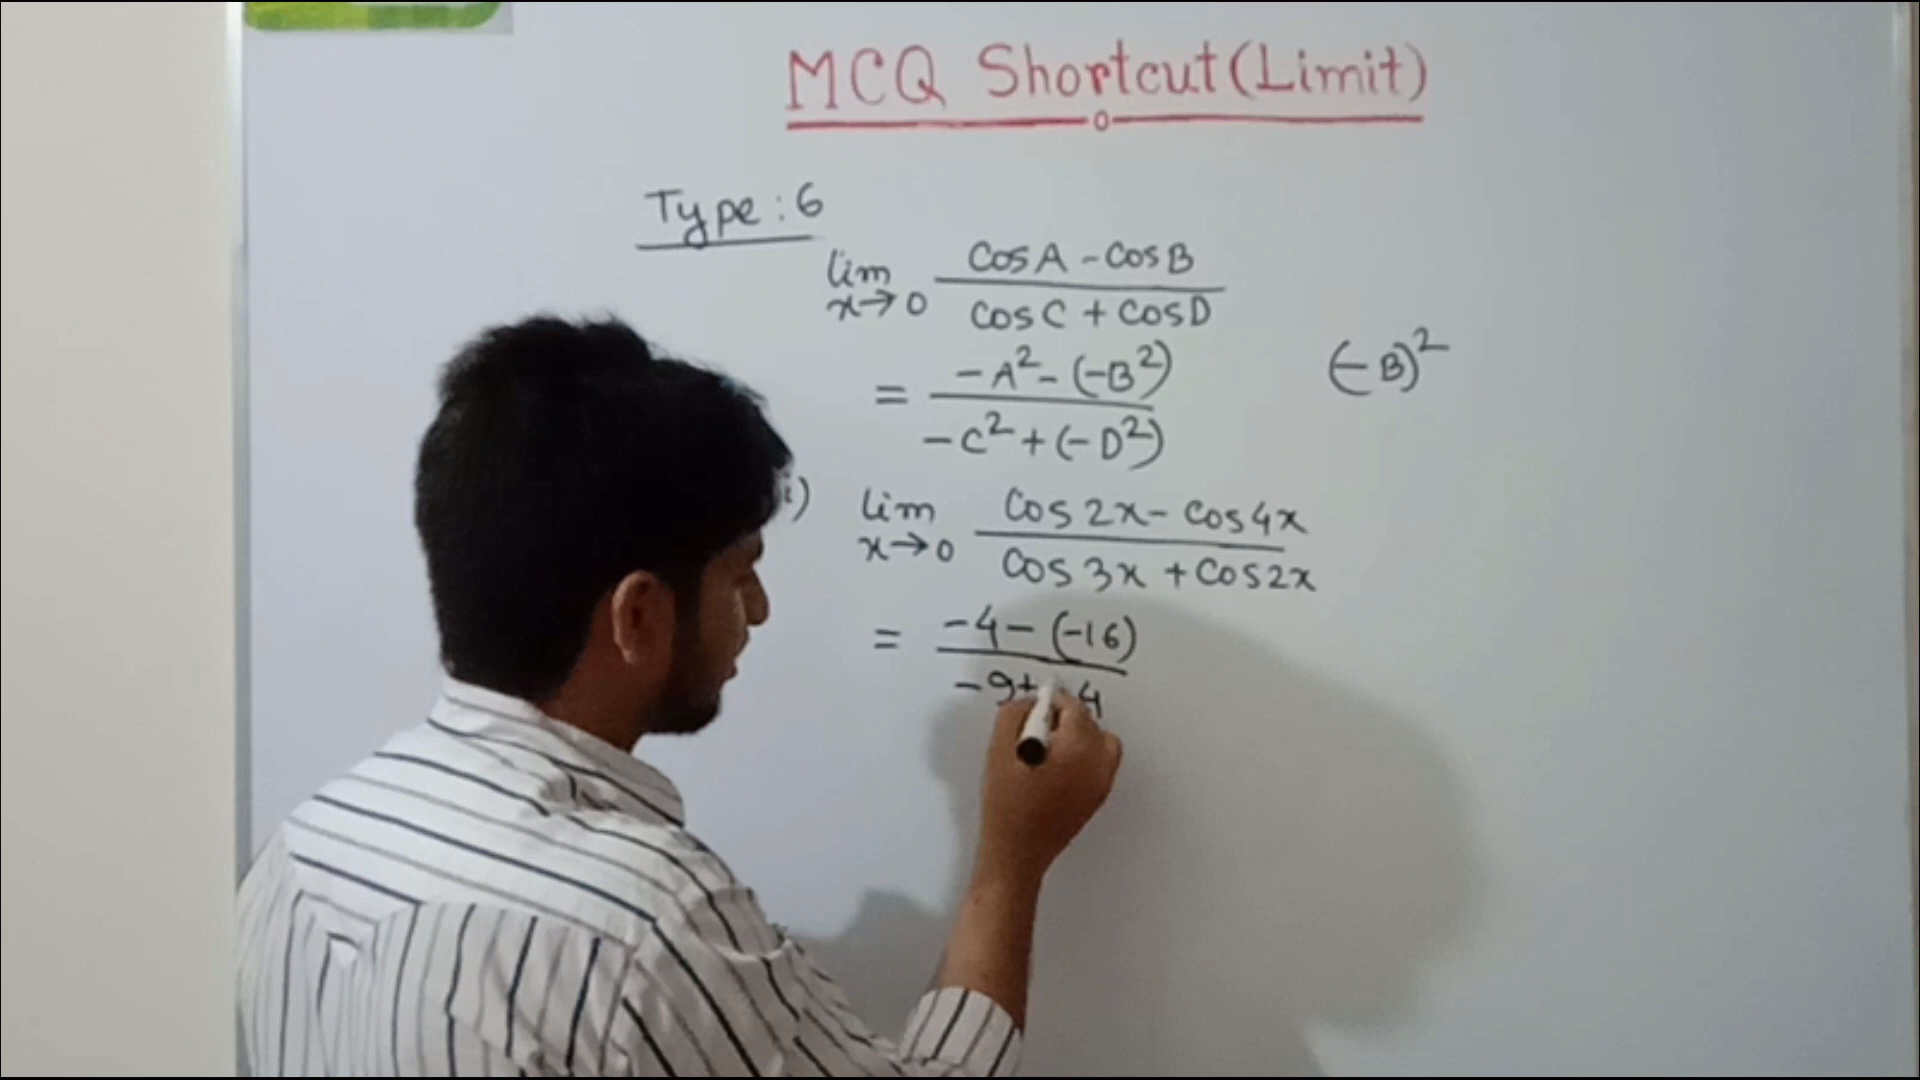 MCQ Shortcut (Limit)
Type : 6
lim x→0 (cosA - cosB) / (cosC + cosD)
= (-A² - (-B²)) / (-C² + (-D²))
(-B)²
i) lim x→0 (cos2x - cos4x) / (cos3x + cos2x)
= (-4 - (-16)) / (-9 + -4